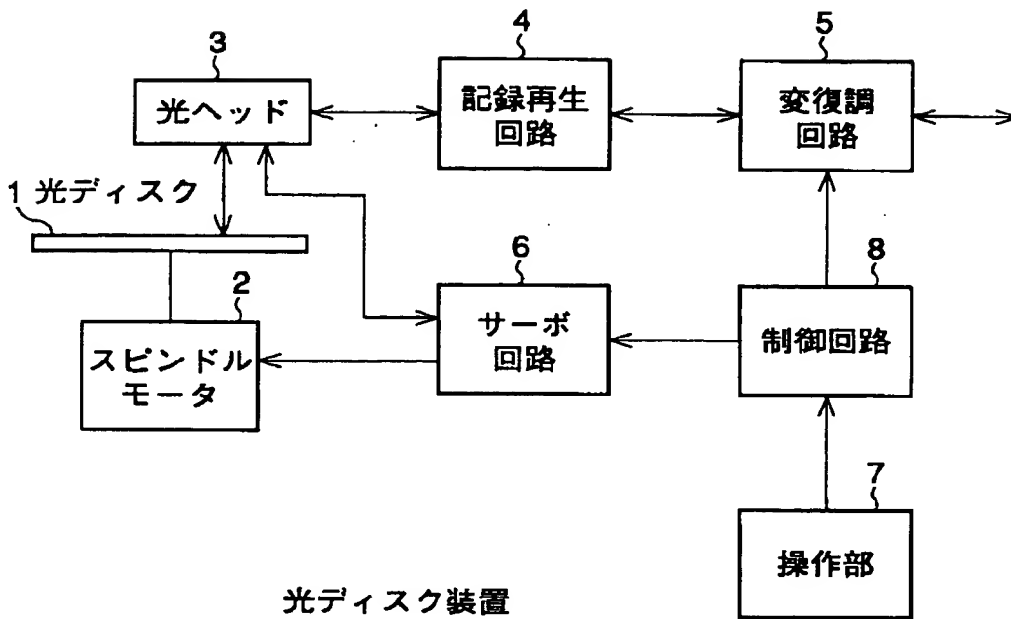 3
光ヘッド
4
記録再生
回路
5
変復調
回路
1 光ディスク
2
スピンドル
モータ
6
サーボ
回路
8
制御回路
7
操作部
光ディスク装置